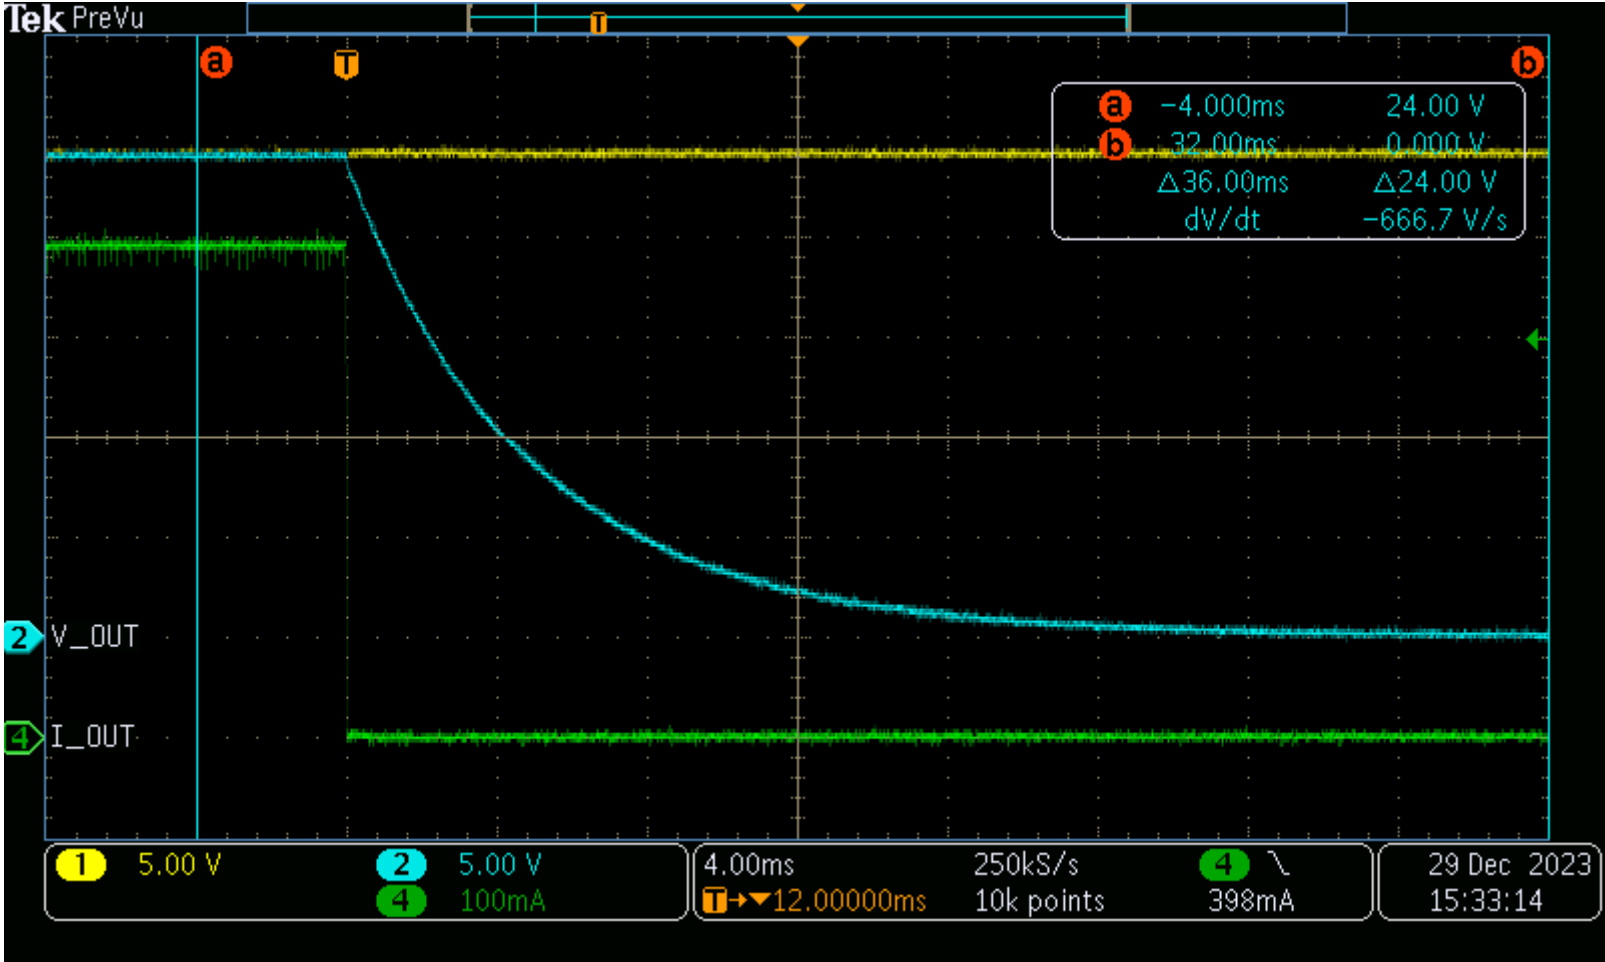 Tek PreVu
T
a T b
a -4.000ms 24.00 V
b 32.00ms 0.000 V
△36.00ms △24.00 V
dV/dt -666.7 V/s
2 V_OUT
4 I_OUT
1 5.00 V 2 5.00 V
4 100mA
4.00ms 250kS/s 4 \
T→▼12.00000ms 10k points 398mA
29 Dec 2023
15:33:14